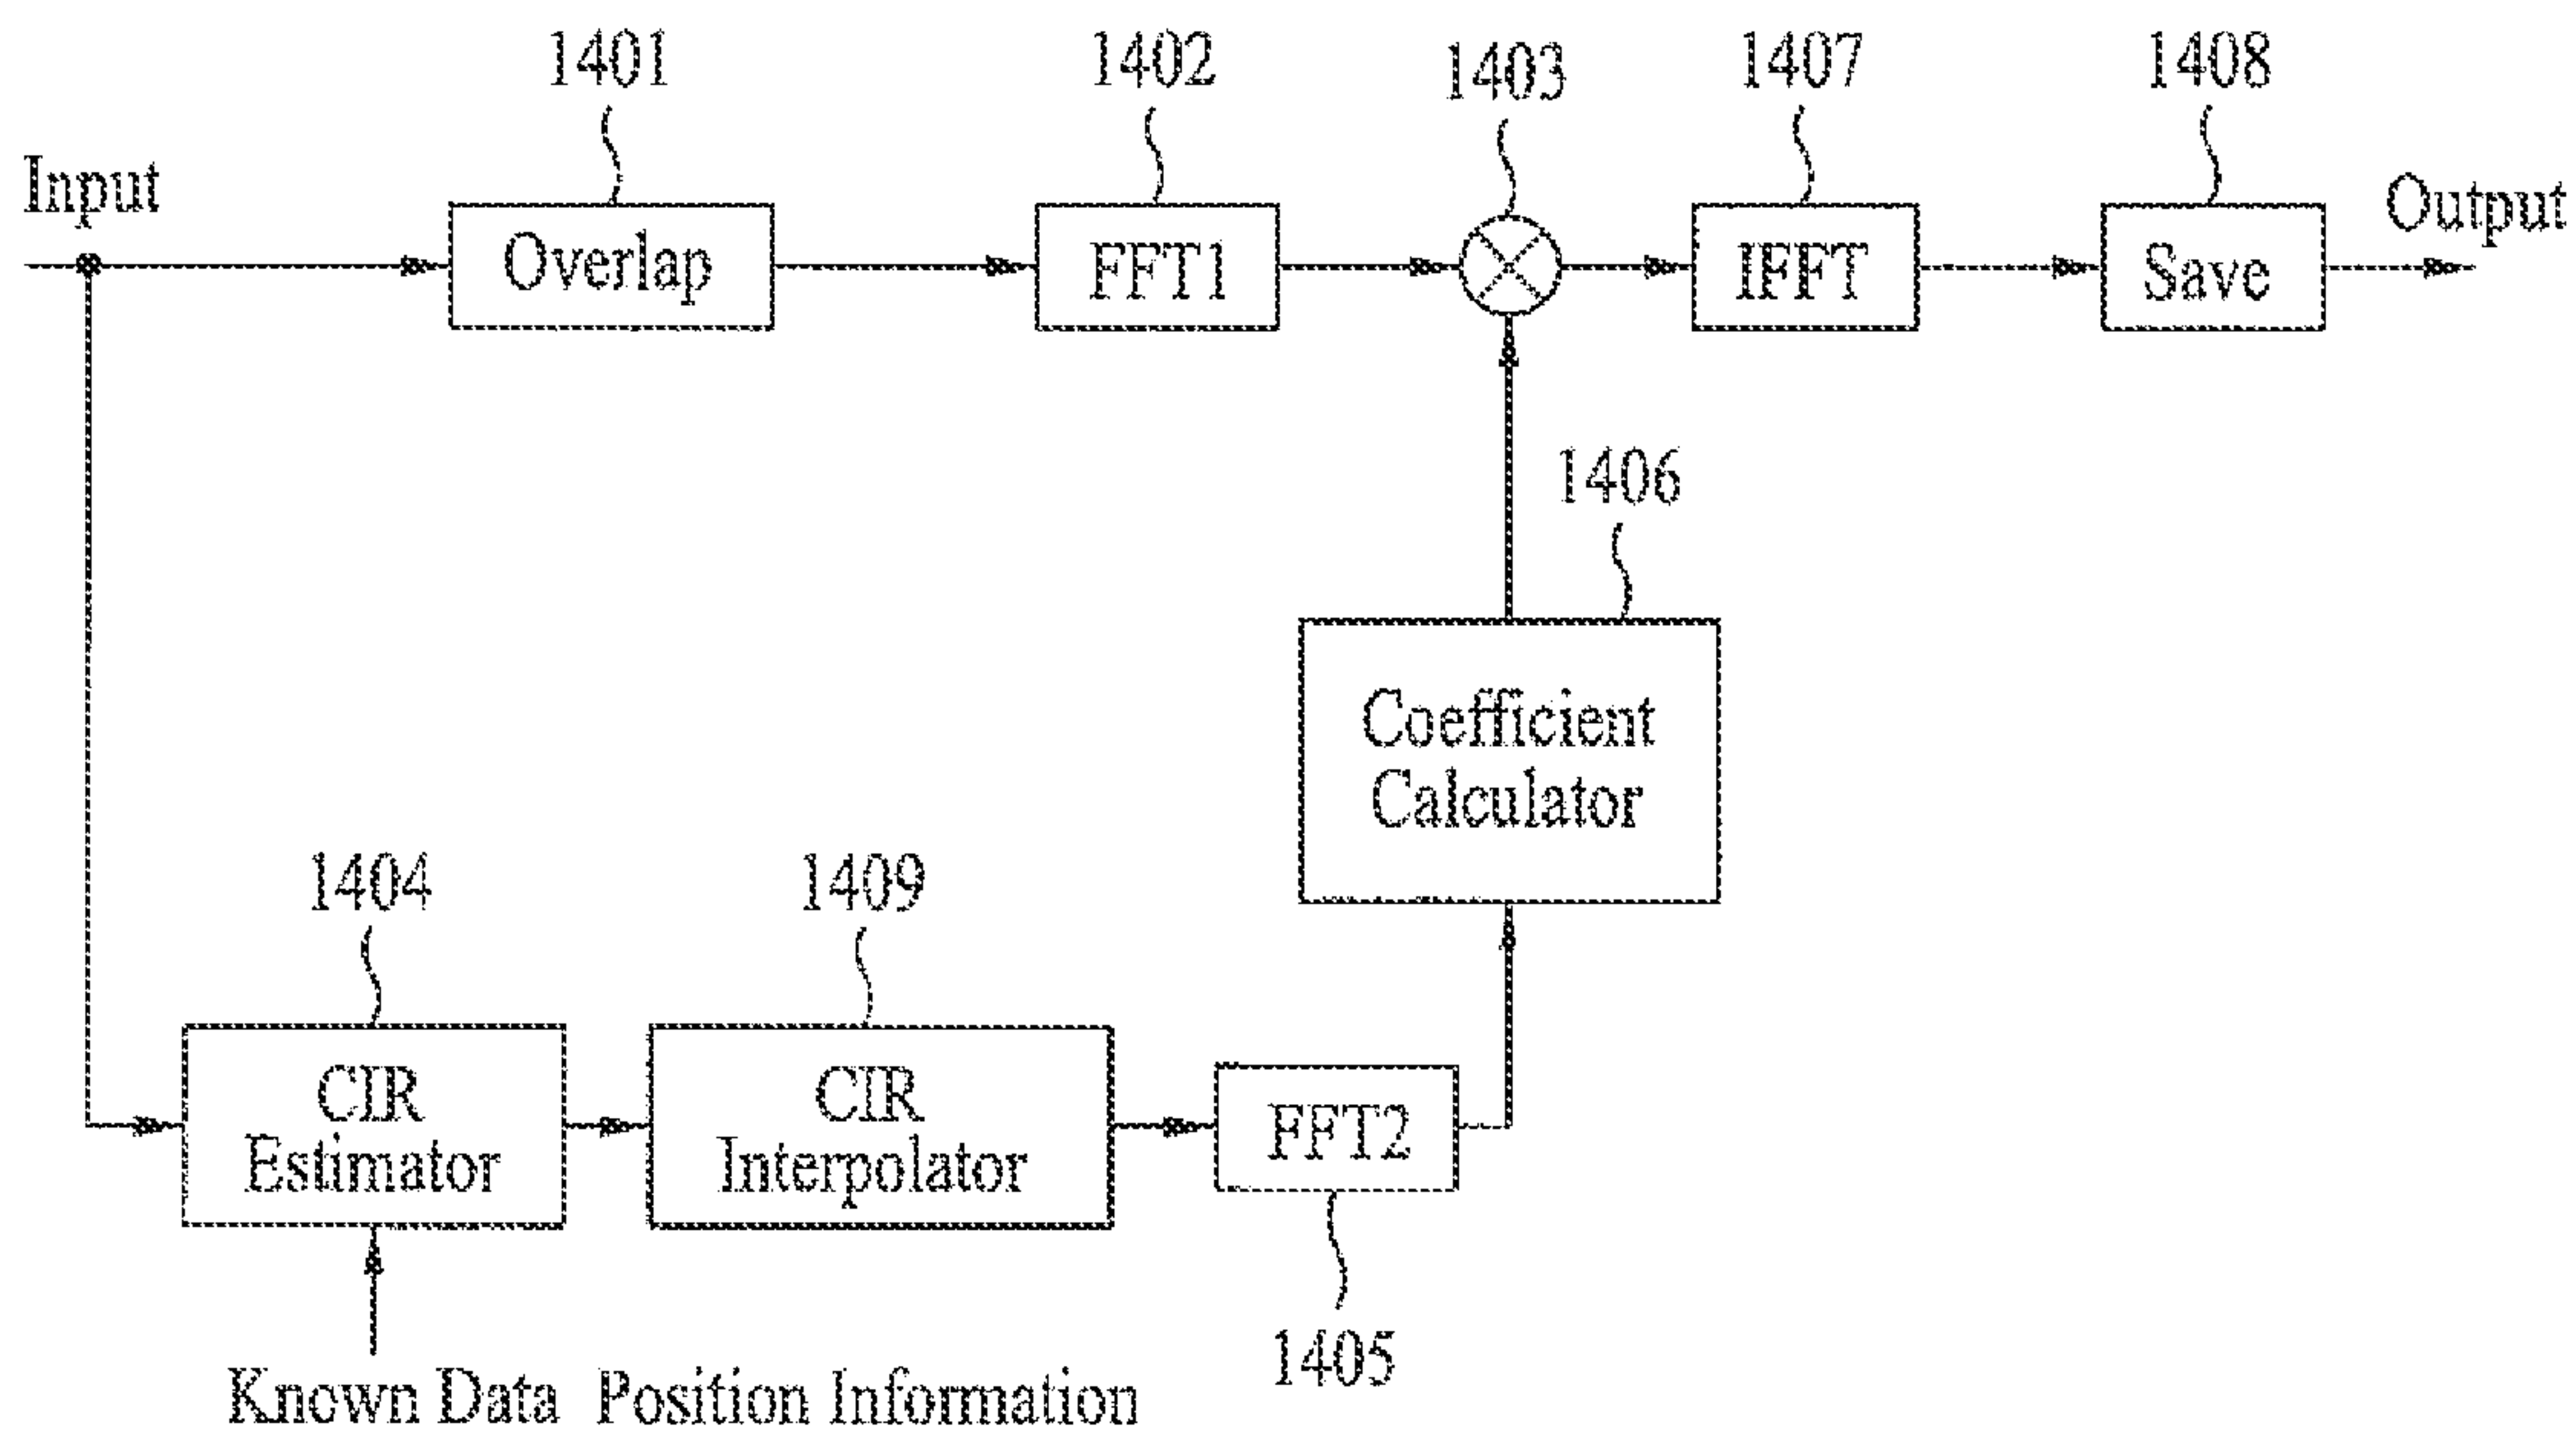 1401
1402
1403
1407
1408
Input
Output
Overlap
FFT1
IFFT
Save
1406
Coefficient
Calculator
1404
1409
CIR
Estimator
CIR
Interpolator
FFT2
1405
Known Data Position Information